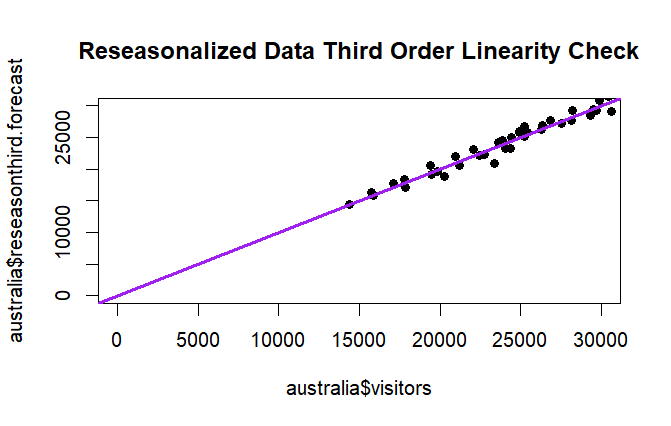 Reseasonalized Data Third Order Linearity Check
australia$reseasonthird.forecast
25000
10000
0
0 5000 10000 15000 20000 25000 30000
australia$visitors